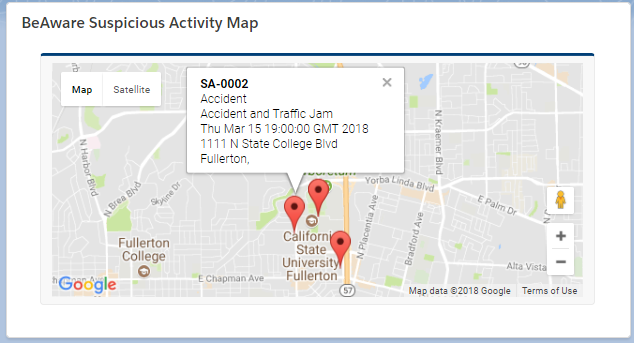 BeAware Suspicious Activity Map
Map
Satellite
SA-0002
Accident
Accident and Traffic Jam
Thu Mar 15 19:00:00 GMT 2018
1111 N State College Blvd
Fullerton,
N Harbor Blvd
N Brea Blvd
Skyline Dr
Yorba Linda Blvd
N Kraemer Blvd
E Palm Dr
N Placentia Ave
Bradford Ave
Fullerton
College
California
State
University
Fullerton
E Chapman Ave
Alta Vista
57
Google
Map data ©2018 Google
Terms of Use